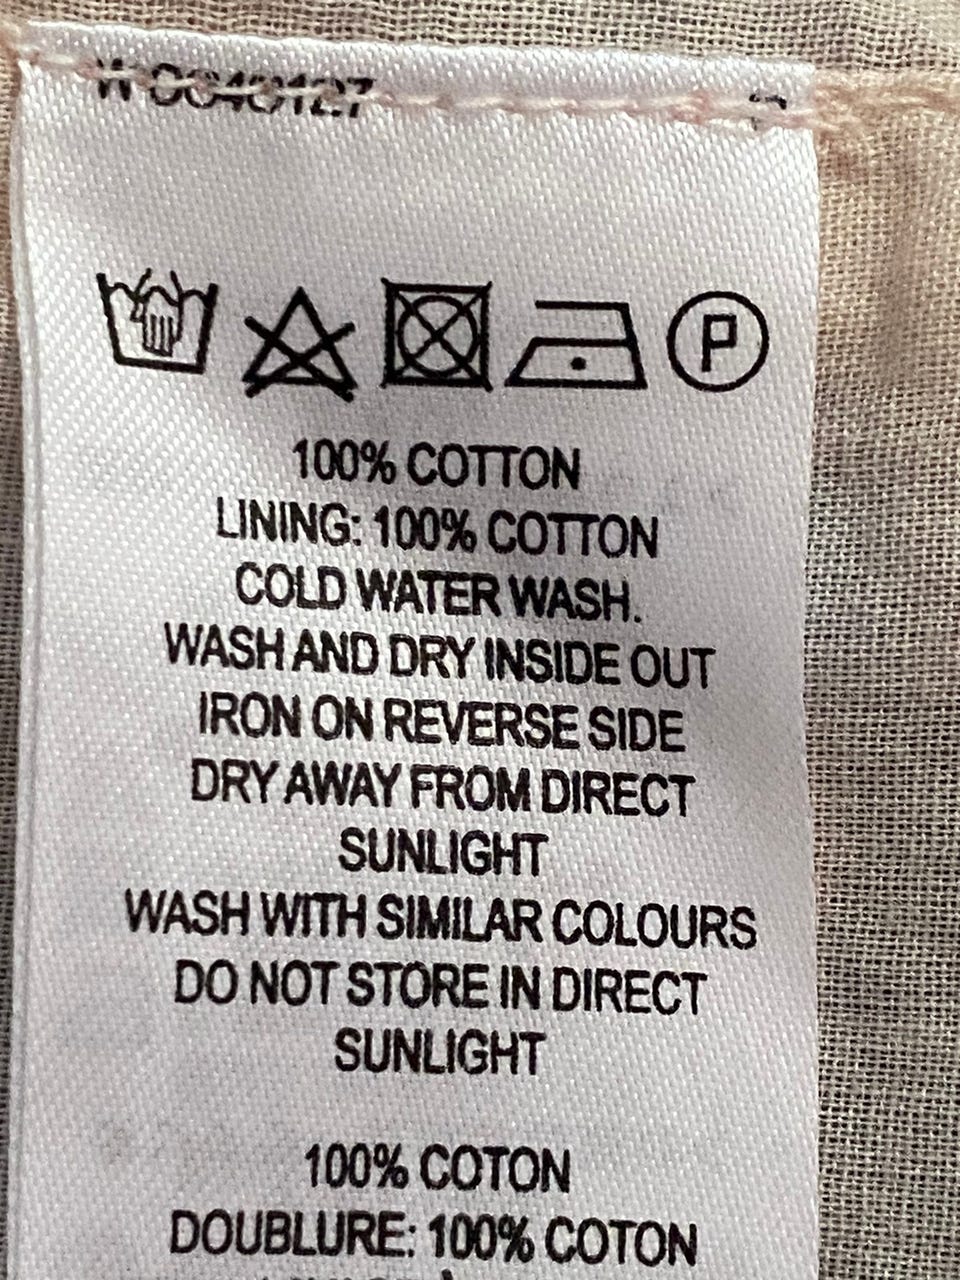 P
100% COTTON
LINING: 100% COTTON
COLD WATER WASH.
WASH AND DRY INSIDE OUT
IRON ON REVERSE SIDE
DRY AWAY FROM DIRECT
SUNLIGHT
WASH WITH SIMILAR COLOURS
DO NOT STORE IN DIRECT
SUNLIGHT
100% COTON
DOUBLURE: 100% COTON